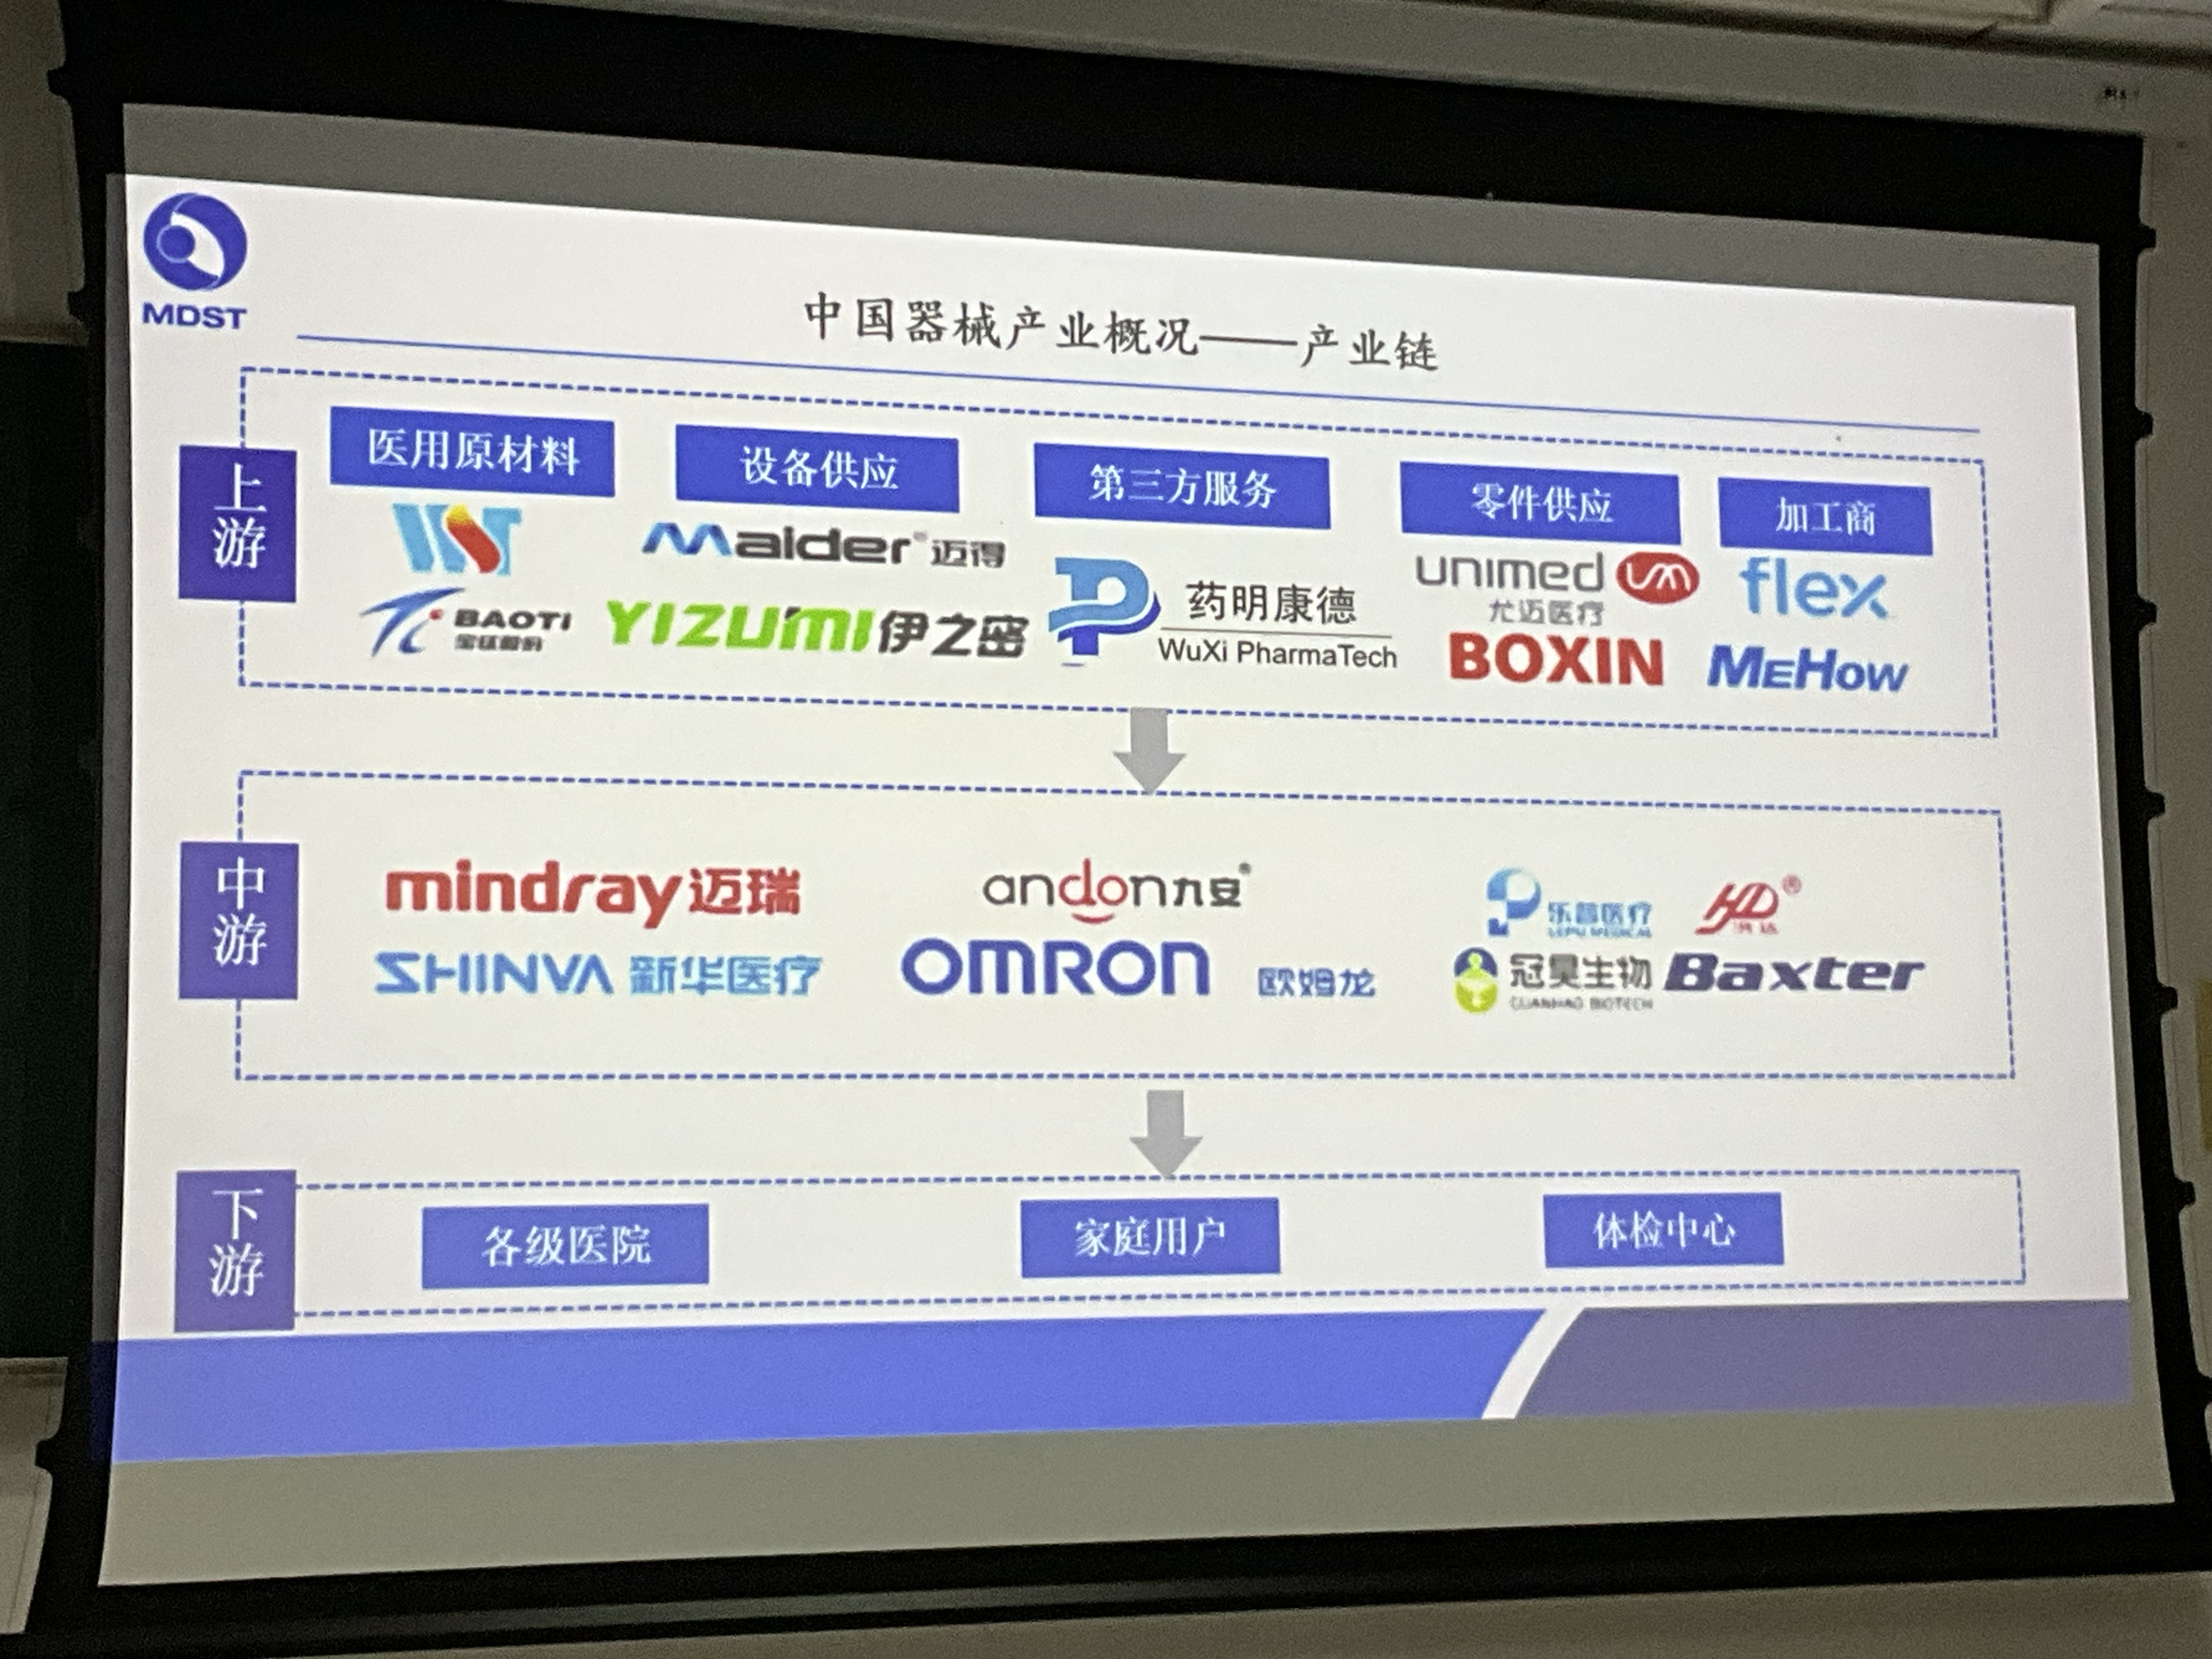 MDST
中国器械产业概况——产业链
上游
医用原材料
设备供应
第三方服务
零件供应
加工商
BAOTI
Maider 迈得
YIZUMI 伊之密
药明康德
WuXi PharmaTech
unimed
尤迈医疗
BOXIN
flex
MEHOW
中游
mindray 迈瑞
SHINVA 新华医疗
andon 九安
OMRON 欧姆龙
乐普医疗
LEPU MEDICAL
冠昊生物
GUANHAO BIOTECH
Baxter
下游
各级医院
家庭用户
体检中心